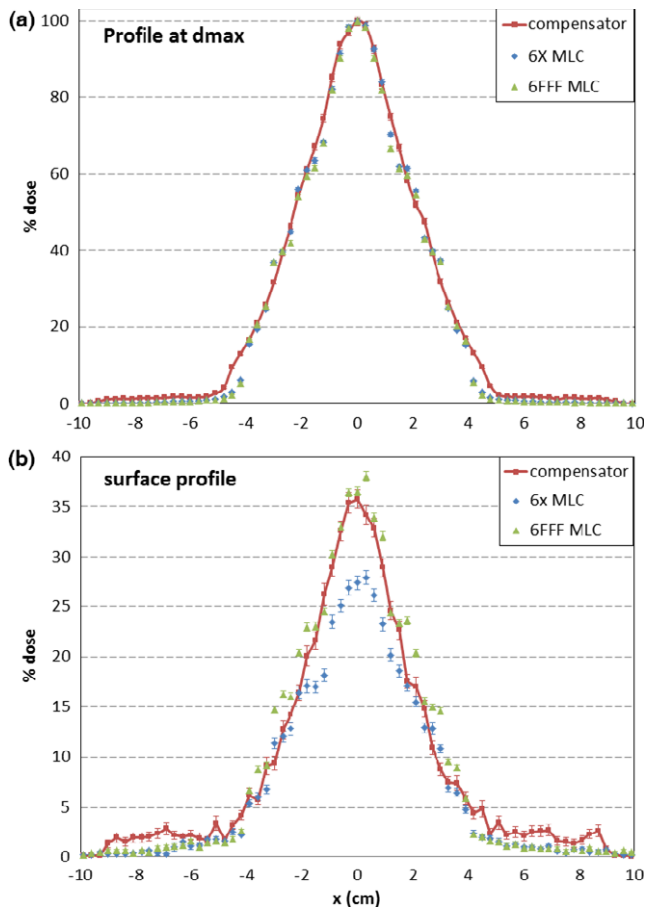 (a)
Profile at dmax
compensator
6X MLC
6FFF MLC
100
80
60
40
20
0
% dose
-10 -8 -6 -4 -2 0 2 4 6 8 10
(b)
surface profile
compensator
6x MLC
6FFF MLC
40
35
30
25
20
15
10
5
0
% dose
-10 -8 -6 -4 -2 0 2 4 6 8 10
x (cm)